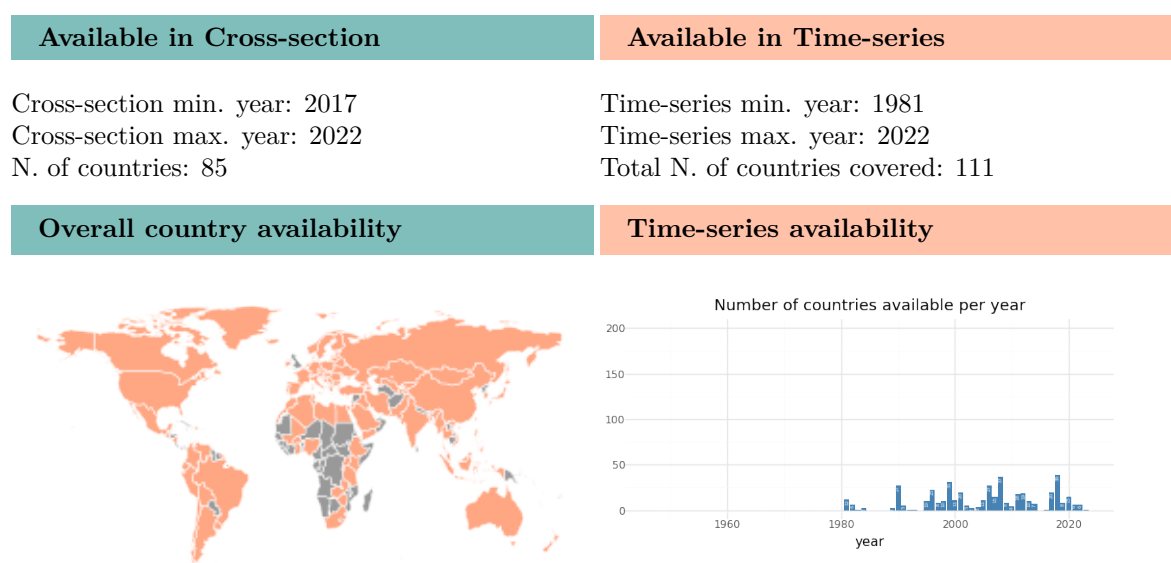 Available in Cross-section
Available in Time-series
Cross-section min. year: 2017
Cross-section max. year: 2022
N. of countries: 85
Time-series min. year: 1981
Time-series max. year: 2022
Total N. of countries covered: 111
Overall country availability
Time-series availability
Number of countries available per year
200
150
100
50
0
1960
1980
2000
2020
year